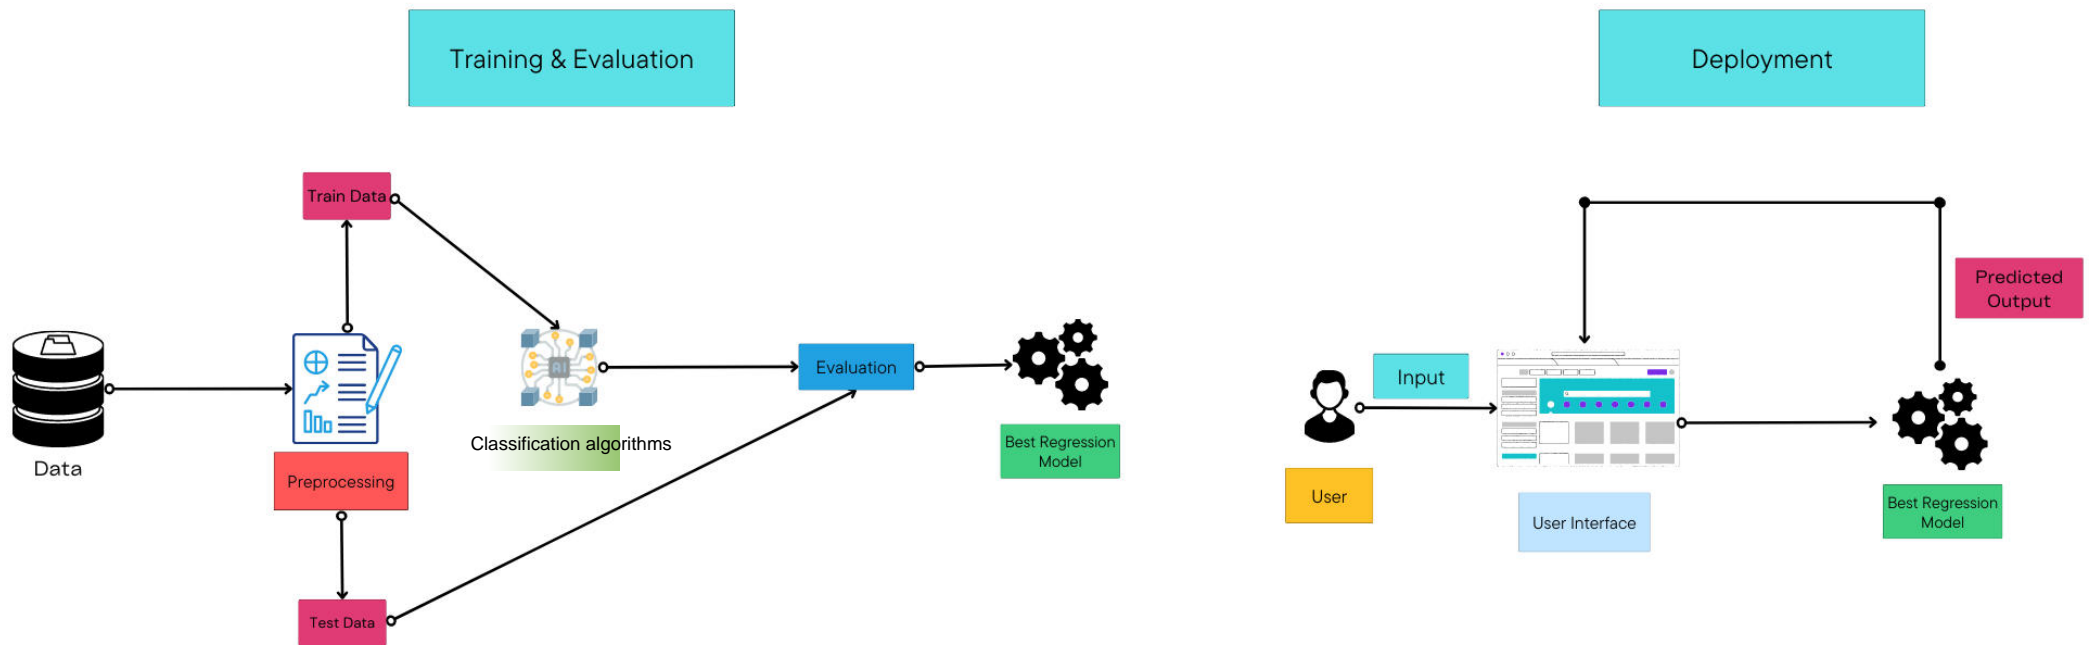 Training & Evaluation
Train Data
Data
Preprocessing
Test Data
AI
Classification algorithms
Evaluation
Best Regression
Model
Deployment
Predicted
Output
Input
User
User Interface
Best Regression
Model